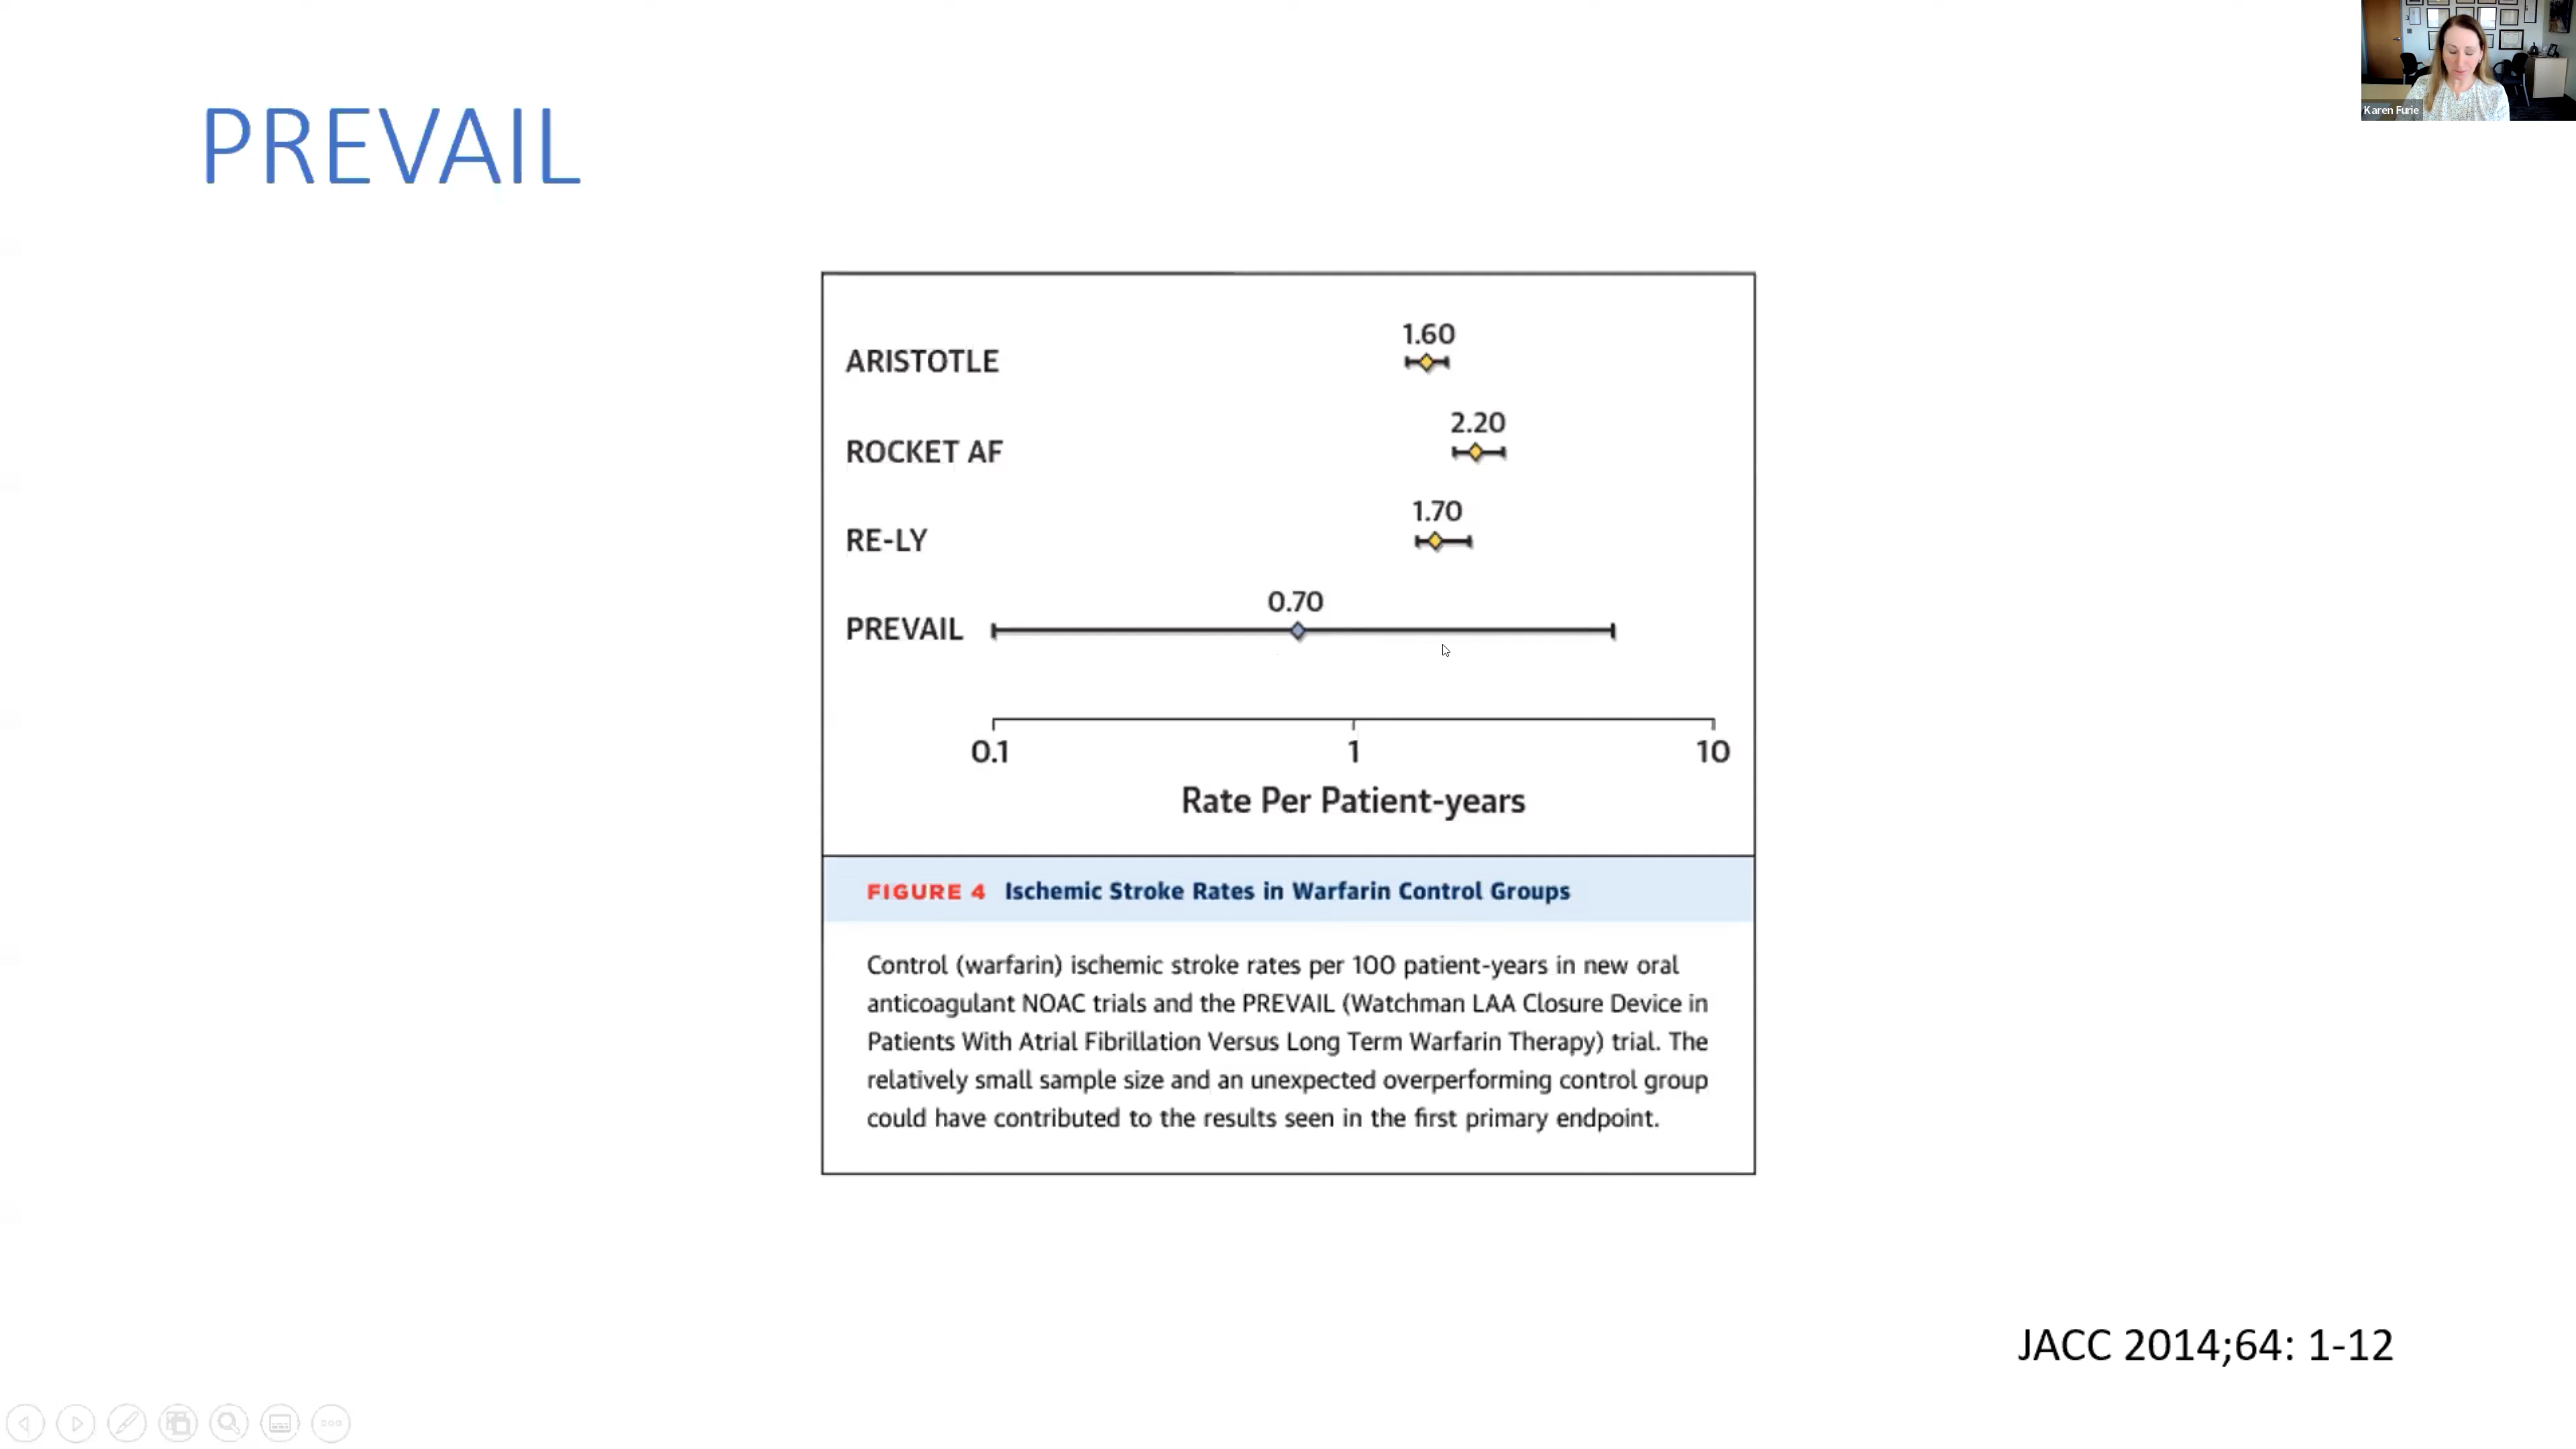 PREVAIL
Karen Furie
1.60
ARISTOTLE
2.20
ROCKET AF
1.70
RE-LY
0.70
PREVAIL
0.1 1 10
Rate Per Patient-years
FIGURE 4 Ischemic Stroke Rates in Warfarin Control Groups
Control (warfarin) ischemic stroke rates per 100 patient-years in new oral
anticoagulant NOAC trials and the PREVAIL (Watchman LAA Closure Device in
Patients With Atrial Fibrillation Versus Long Term Warfarin Therapy) trial. The
relatively small sample size and an unexpected overperforming control group
could have contributed to the results seen in the first primary endpoint.
JACC 2014;64: 1-12